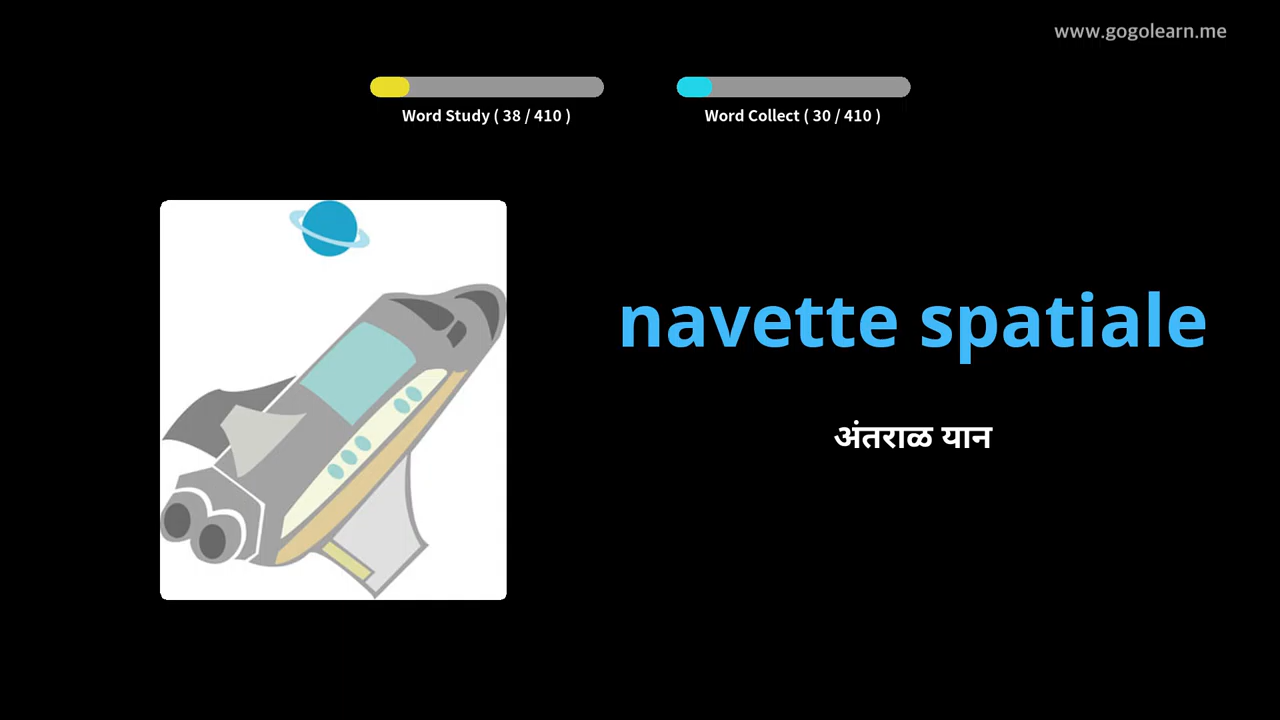 www.gogolearn.me
Word Study ( 38 / 410 )
Word Collect ( 30 / 410 )
navette spatiale
अंतराळ यान